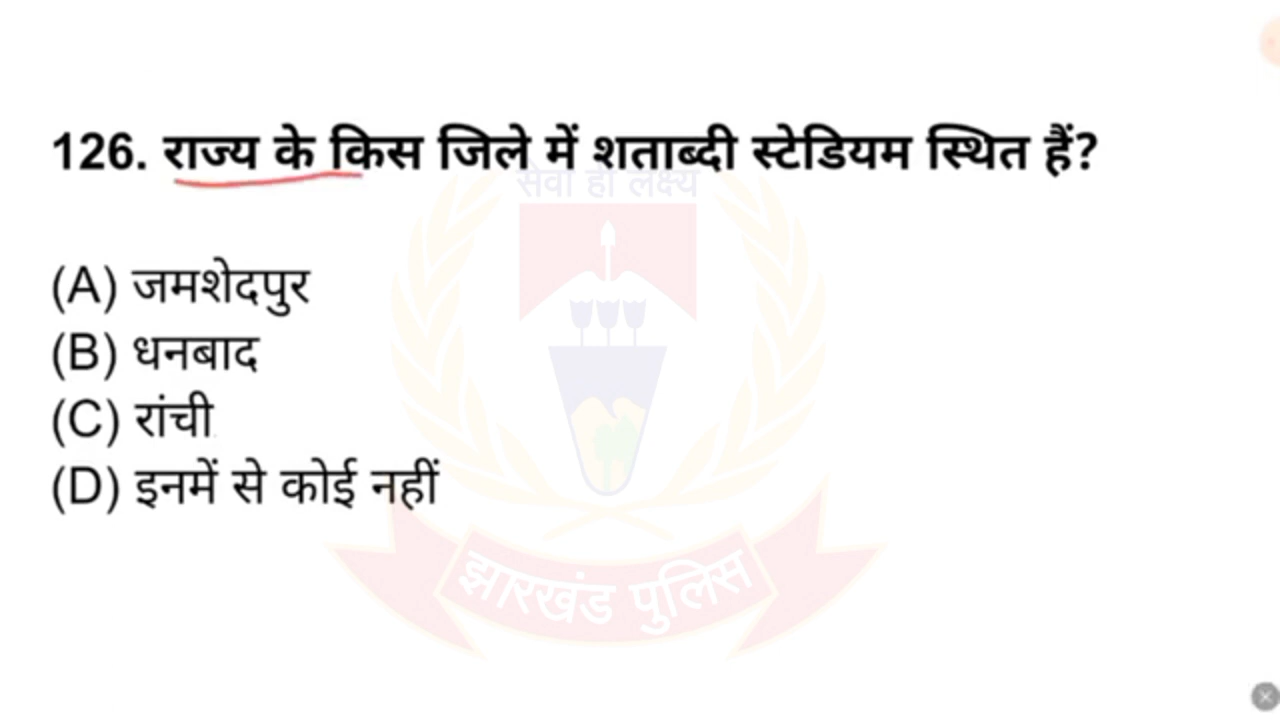 126. राज्य के किस जिले में शताब्दी स्टेडियम स्थित हैं?
सेवा ही लक्ष्य
(A) जमशेदपुर
(B) धनबाद
(C) रांची
(D) इनमें से कोई नहीं
झारखंड पुलिस